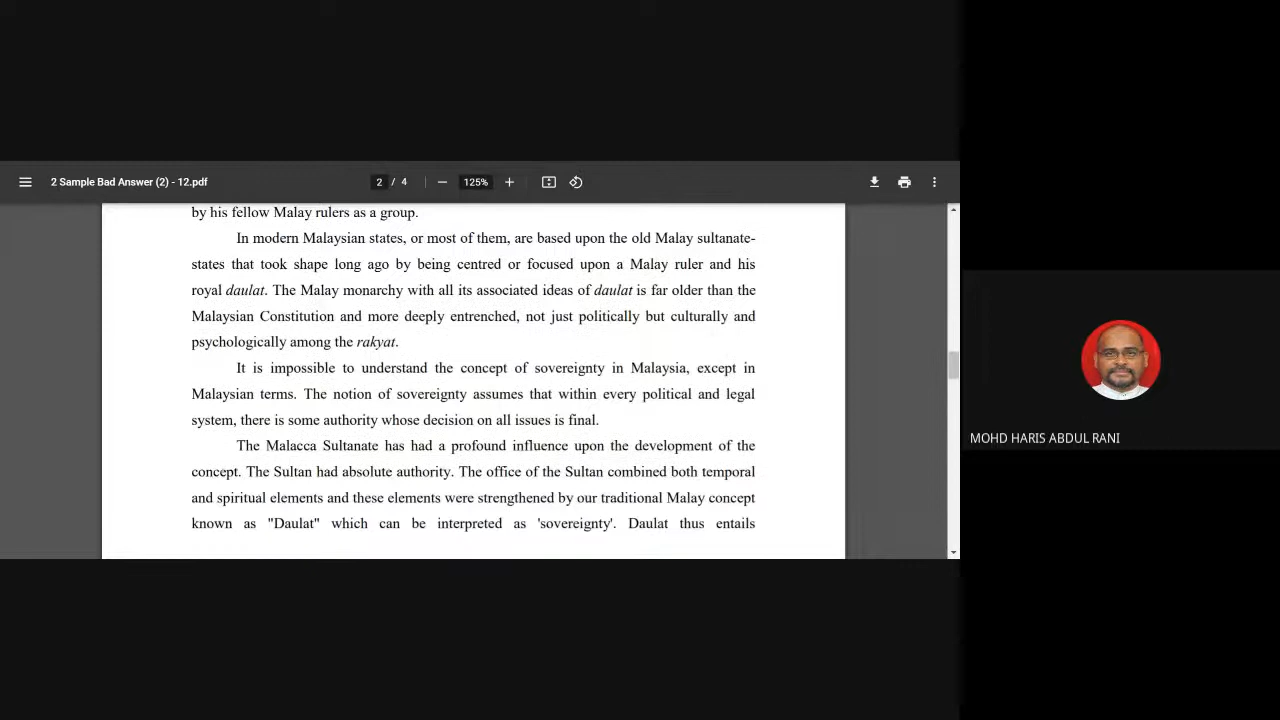 2 Sample Bad Answer (2) - 12.pdf
2 / 4
125%
by his fellow Malay rulers as a group.
In modern Malaysian states, or most of them, are based upon the old Malay sultanate-
states that took shape long ago by being centred or focused upon a Malay ruler and his
royal daulat. The Malay monarchy with all its associated ideas of daulat is far older than the
Malaysian Constitution and more deeply entrenched, not just politically but culturally and
psychologically among the rakyat.
It is impossible to understand the concept of sovereignty in Malaysia, except in
Malaysian terms. The notion of sovereignty assumes that within every political and legal
system, there is some authority whose decision on all issues is final.
The Malacca Sultanate has had a profound influence upon the development of the
concept. The Sultan had absolute authority. The office of the Sultan combined both temporal
and spiritual elements and these elements were strengthened by our traditional Malay concept
known as "Daulat" which can be interpreted as 'sovereignty'. Daulat thus entails
MOHD HARIS ABDUL RANI